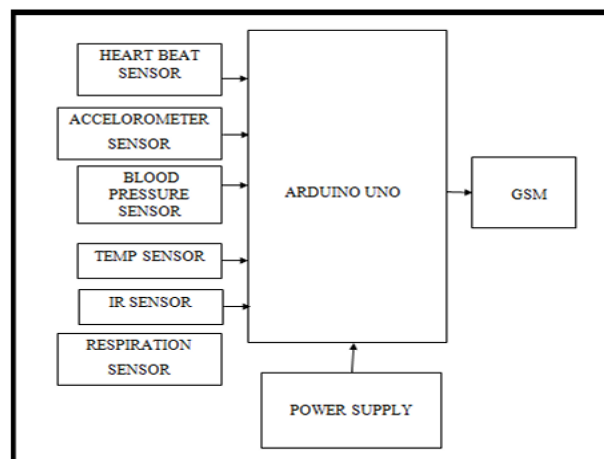 HEART BEAT
SENSOR
ACCELOROMETER
SENSOR
BLOOD
PRESSURE
SENSOR
TEMP SENSOR
IR SENSOR
RESPIRATION
SENSOR
ARDUINO UNO
GSM
POWER SUPPLY